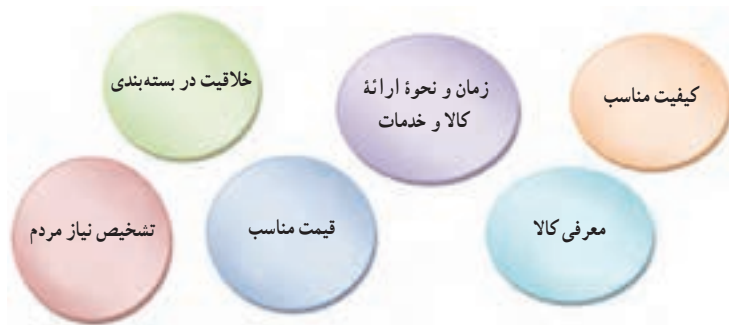 کیفیت مناسب
زمان و نحوهٔ ارائهٔ
کالا و خدمات
خلاقیت در بسته‌بندی
معرفی کالا
قیمت مناسب
تشخیص نیاز مردم